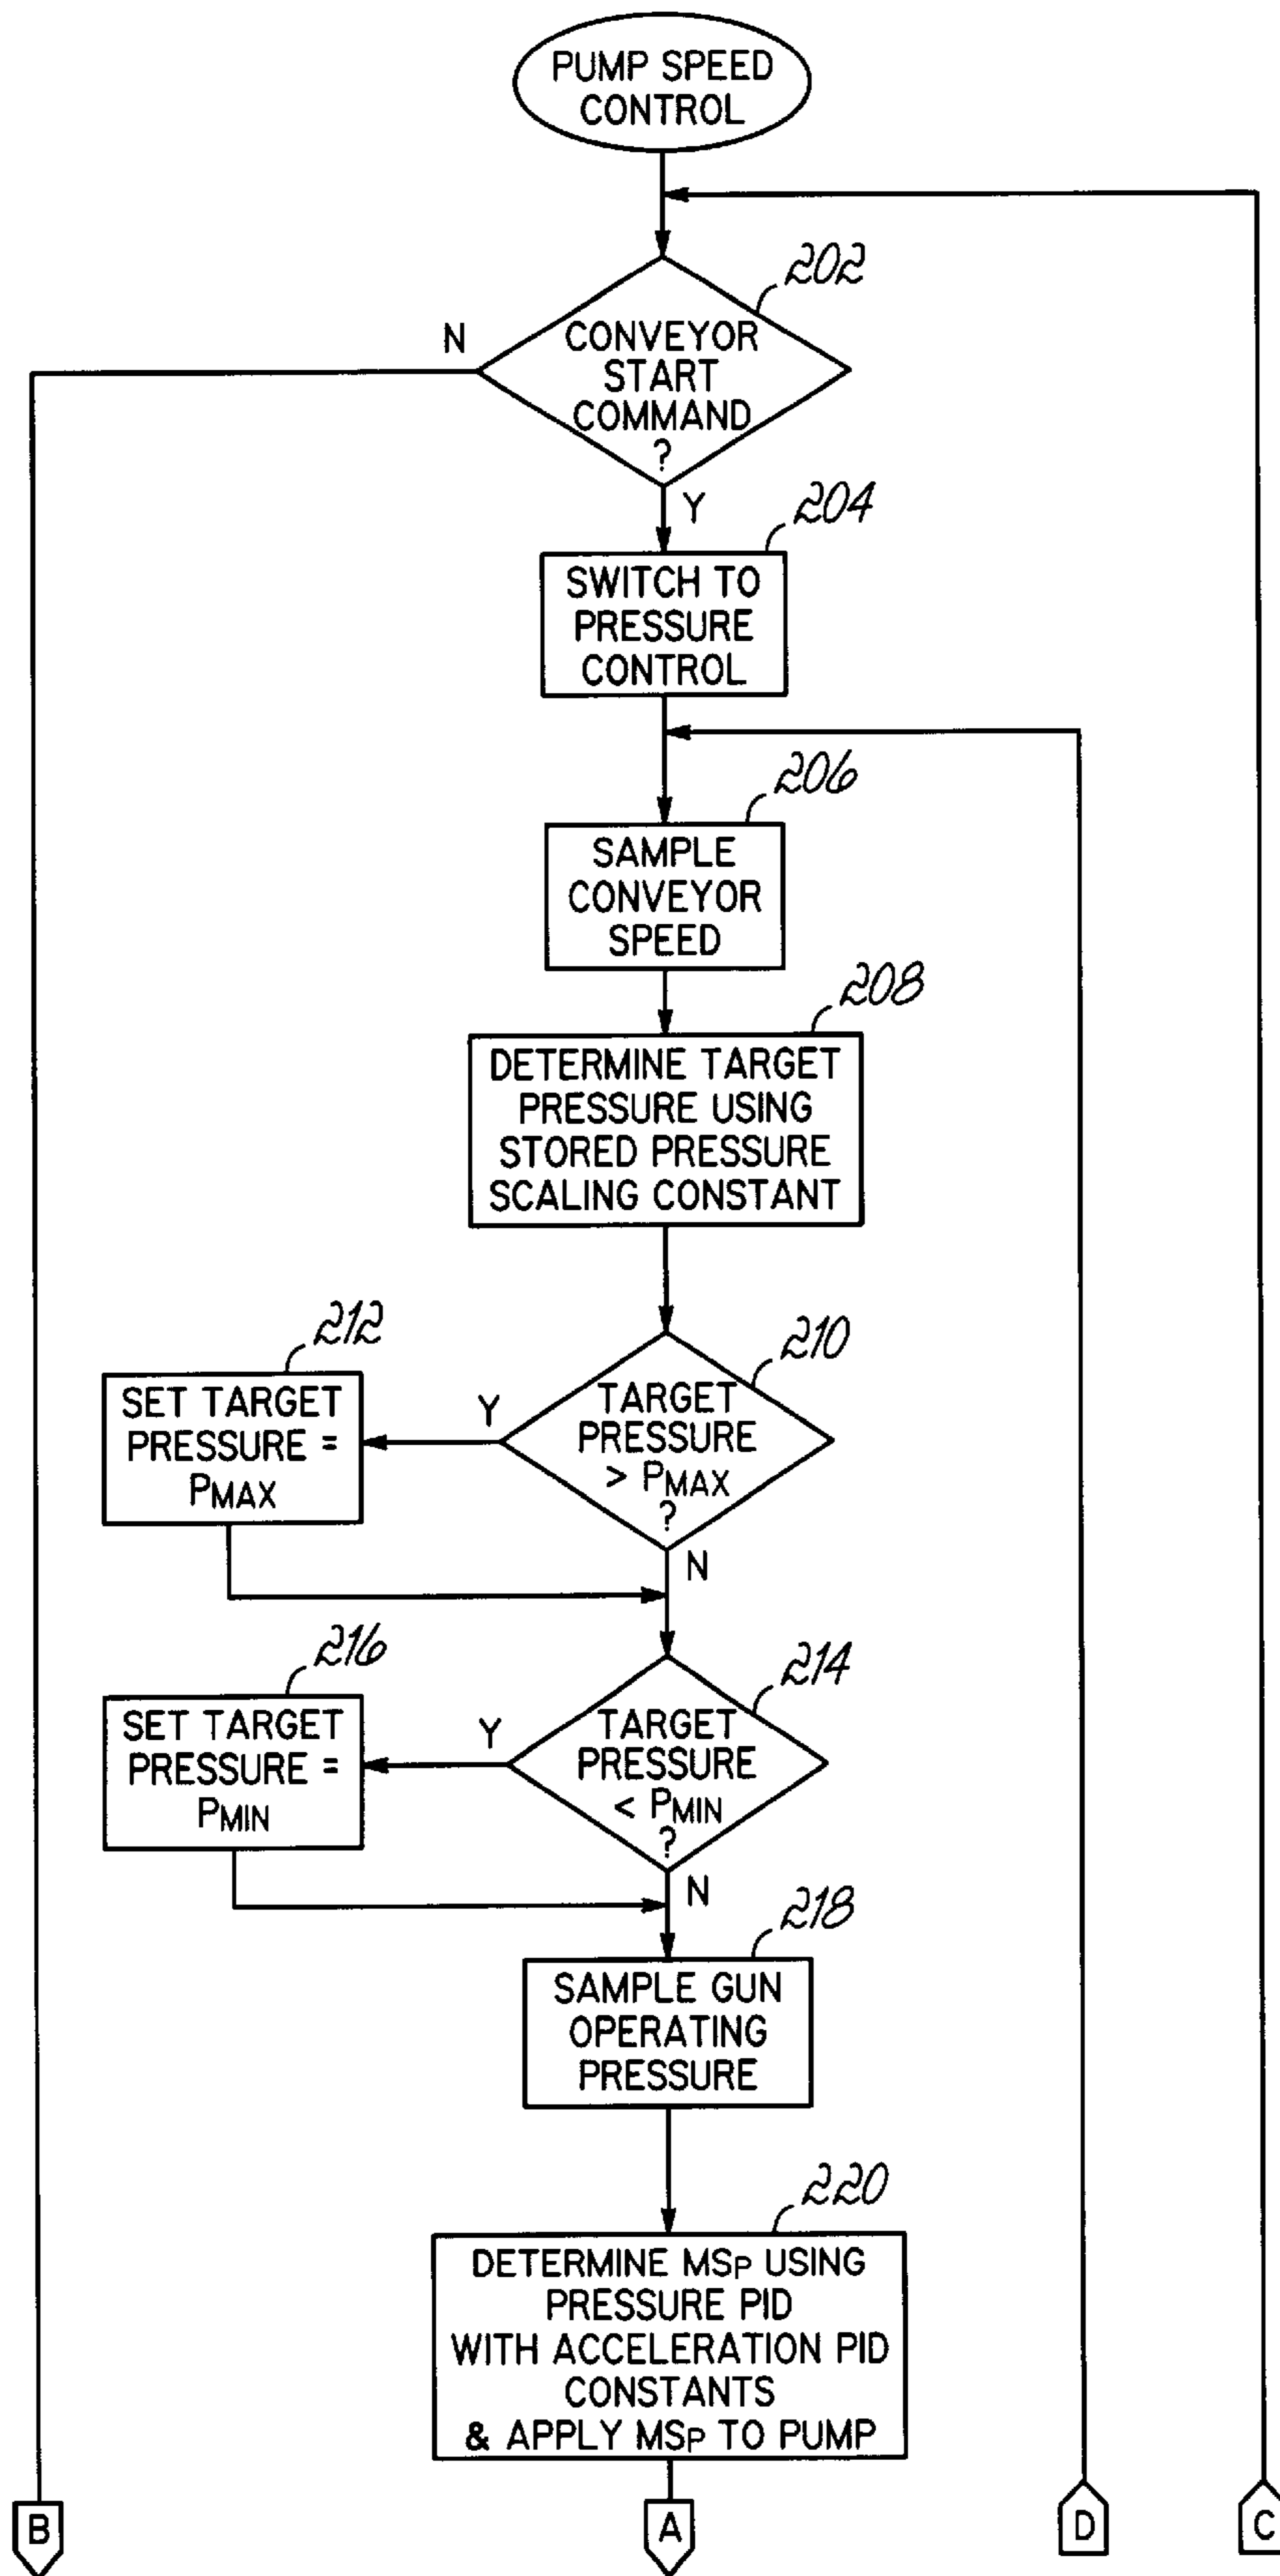 PUMP SPEED
CONTROL
202
N
CONVEYOR
START
COMMAND
?
Y
204
SWITCH TO
PRESSURE
CONTROL
206
SAMPLE
CONVEYOR
SPEED
208
DETERMINE TARGET
PRESSURE USING
STORED PRESSURE
SCALING CONSTANT
212
SET TARGET
PRESSURE =
PMAX
210
Y
TARGET
PRESSURE
> PMAX
?
N
216
SET TARGET
PRESSURE =
PMIN
214
Y
TARGET
PRESSURE
< PMIN
?
N
218
SAMPLE GUN
OPERATING
PRESSURE
220
DETERMINE MSP USING
PRESSURE PID
WITH ACCELERATION PID
CONSTANTS
& APPLY MSP TO PUMP
B
A
D
C